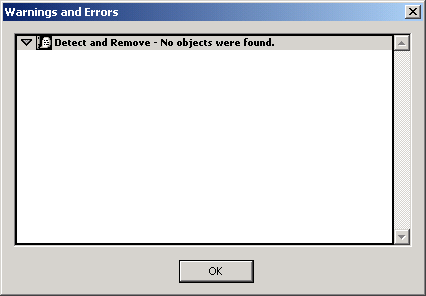 Warnings and Errors
Detect and Remove - No objects were found.
OK